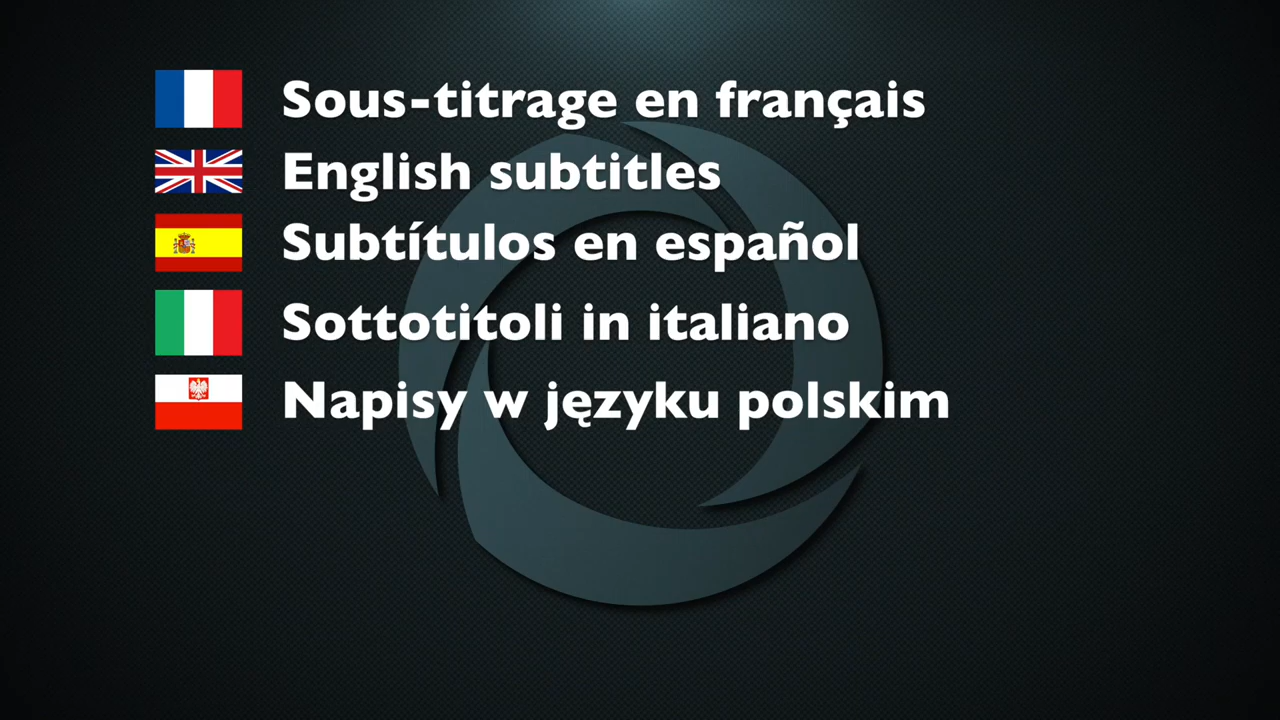 Sous-titrage en français
English subtitles
Subtítulos en español
Sottotitoli in italiano
Napisy w języku polskim